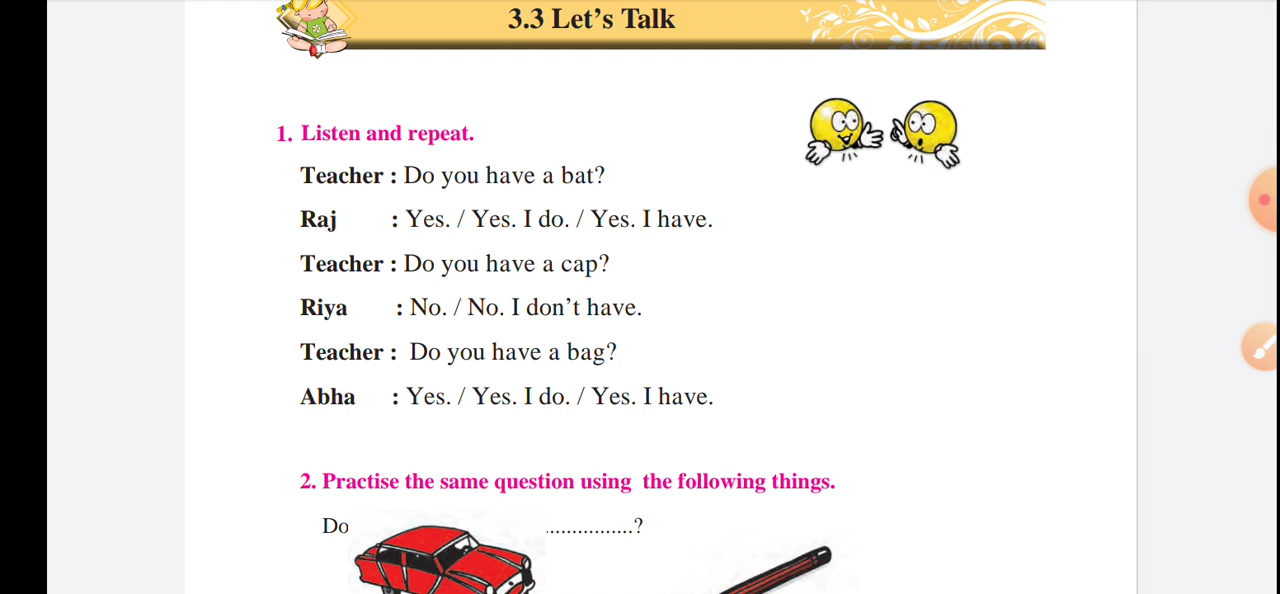 3.3 Let’s Talk
1. Listen and repeat.
Teacher : Do you have a bat?
Raj : Yes. / Yes. I do. / Yes. I have.
Teacher : Do you have a cap?
Riya : No. / No. I don’t have.
Teacher : Do you have a bag?
Abha : Yes. / Yes. I do. / Yes. I have.
2. Practise the same question using the following things.
Do ...............?